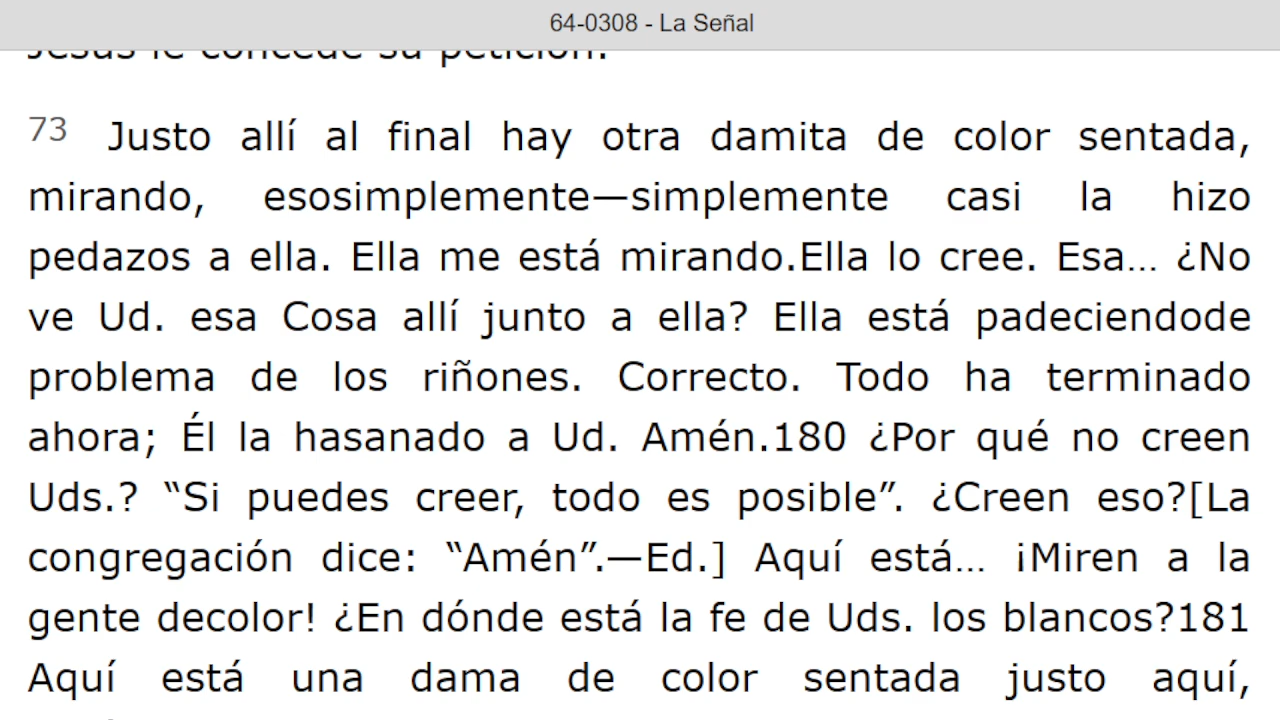 64-0308 - La Señal
Jesús le concede su petición.
73 Justo allí al final hay otra damita de color sentada,
mirando, esosimplemente—simplemente casi la hizo
pedazos a ella. Ella me está mirando.Ella lo cree. Esa… ¿No
ve Ud. esa Cosa allí junto a ella? Ella está padeciendode
problema de los riñones. Correcto. Todo ha terminado
ahora; Él la hasanado a Ud. Amén.180 ¿Por qué no creen
Uds.? “Si puedes creer, todo es posible”. ¿Creen eso?[La
congregación dice: “Amén”.—Ed.] Aquí está… ¡Miren a la
gente decolor! ¿En dónde está la fe de Uds. los blancos?181
Aquí está una dama de color sentada justo aquí,